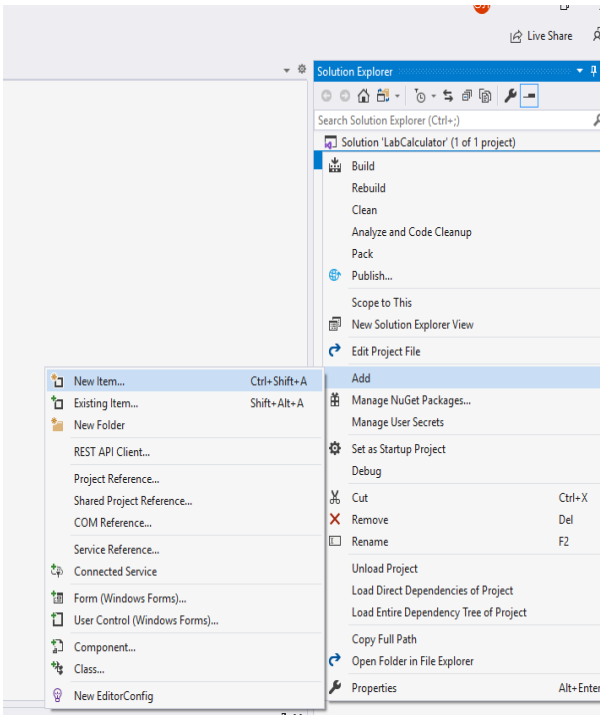 Live Share
Solution Explorer
Search Solution Explorer (Ctrl+;)
Solution 'LabCalculator' (1 of 1 project)
Build
Rebuild
Clean
Analyze and Code Cleanup
Pack
Publish...
Scope to This
New Solution Explorer View
Edit Project File
Add
Manage NuGet Packages...
Manage User Secrets
Set as Startup Project
Debug
Cut Ctrl+X
Remove Del
Rename F2
Unload Project
Load Direct Dependencies of Project
Load Entire Dependency Tree of Project
Copy Full Path
Open Folder in File Explorer
Properties Alt+Enter
New Item... Ctrl+Shift+A
Existing Item... Shift+Alt+A
New Folder
REST API Client...
Project Reference...
Shared Project Reference...
COM Reference...
Service Reference...
Connected Service
Form (Windows Forms)...
User Control (Windows Forms)...
Component...
Class...
New EditorConfig